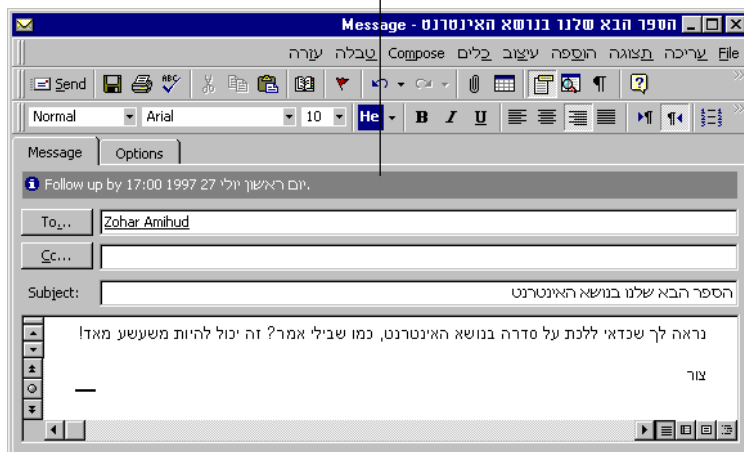 הספר הבא שלנו בנושא האינטרנט - Message
File עריכה תצוגה הוספה עיצוב כלים Compose טבלה עזרה
Send ABC
Normal Arial 10 He B I U
Message Options
Follow up by 17:00 1997 27 יום ראשון יולי.
To... Zohar Amihud
Cc...
Subject: הספר הבא שלנו בנושא האינטרנט
נראה לך שכדאי ללכת על סדרה בנושא האינטרנט, כמו שבילי אמר? זה יכול להיות משעשע מאד!
צור